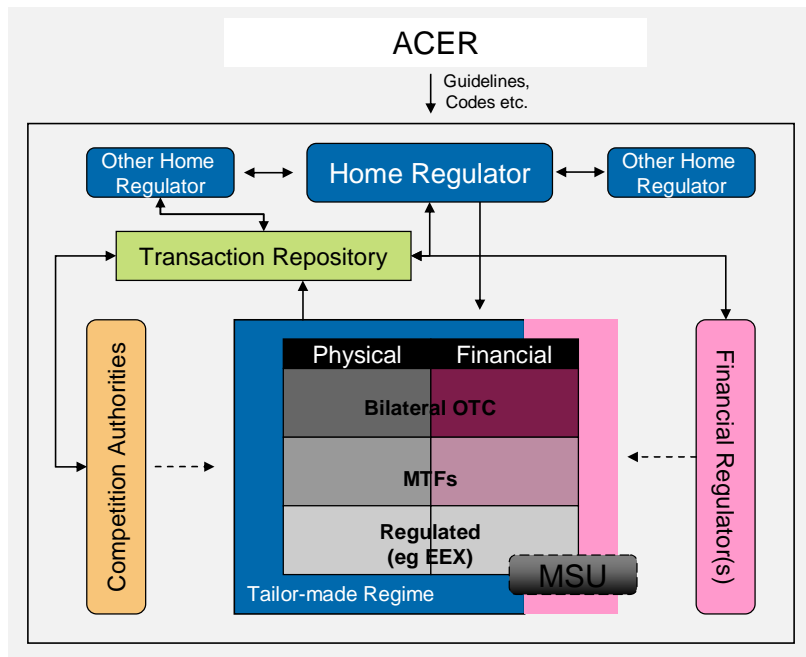 ACER
Guidelines,
Codes etc.
Other Home
Regulator
Home Regulator
Other Home
Regulator
Transaction Repository
Competition Authorities
Physical
Financial
Bilateral OTC
MTFs
Regulated
(eg EEX)
MSU
Tailor-made Regime
Financial Regulator(s)